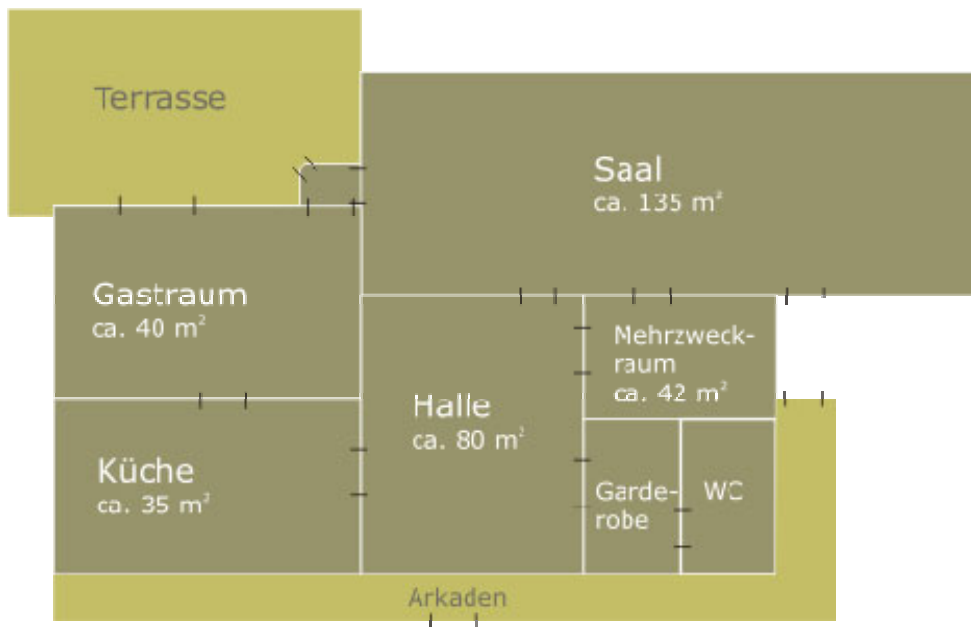 Terrasse
Saal
ca. 135 m²
Gastraum
ca. 40 m²
Mehrzweck-
raum
ca. 42 m²
Halle
ca. 80 m²
Küche
ca. 35 m²
Garde-
robe
WC
Arkaden